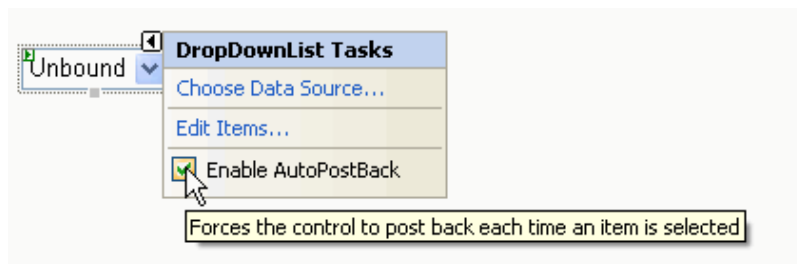 Unbound
DropDownList Tasks
Choose Data Source...
Edit Items...
Enable AutoPostBack
Forces the control to post back each time an item is selected